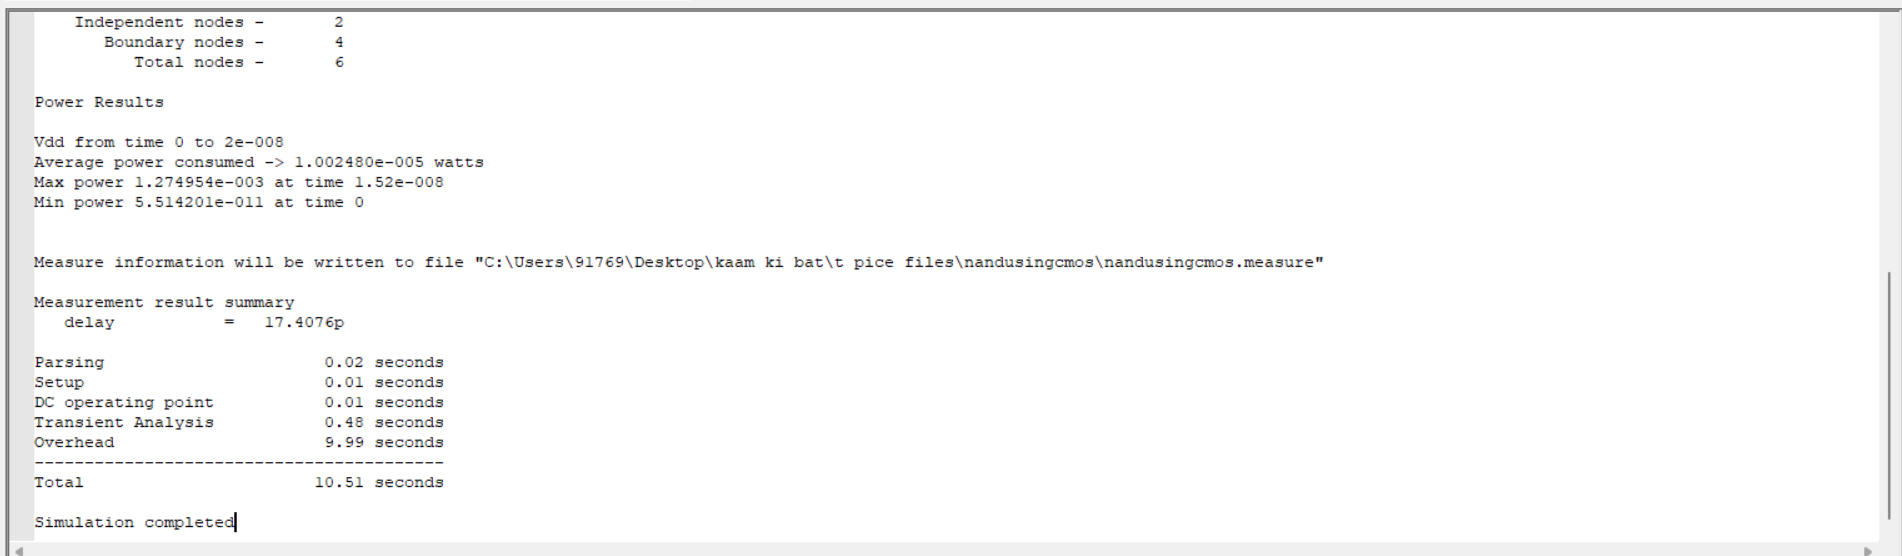 Independent nodes - 2
Boundary nodes - 4
Total nodes - 6
Power Results
Vdd from time 0 to 2e-008
Average power consumed -> 1.002480e-005 watts
Max power 1.274954e-003 at time 1.52e-008
Min power 5.514201e-011 at time 0
Measure information will be written to file "C:\Users\91769\Desktop\kaam ki bat\t pice files\nandusingcmos\nandusingcmos.measure"
Measurement result summary
delay = 17.4076p
Parsing 0.02 seconds
Setup 0.01 seconds
DC operating point 0.01 seconds
Transient Analysis 0.48 seconds
Overhead 9.99 seconds
-----------------------------------------
Total 10.51 seconds
Simulation completed